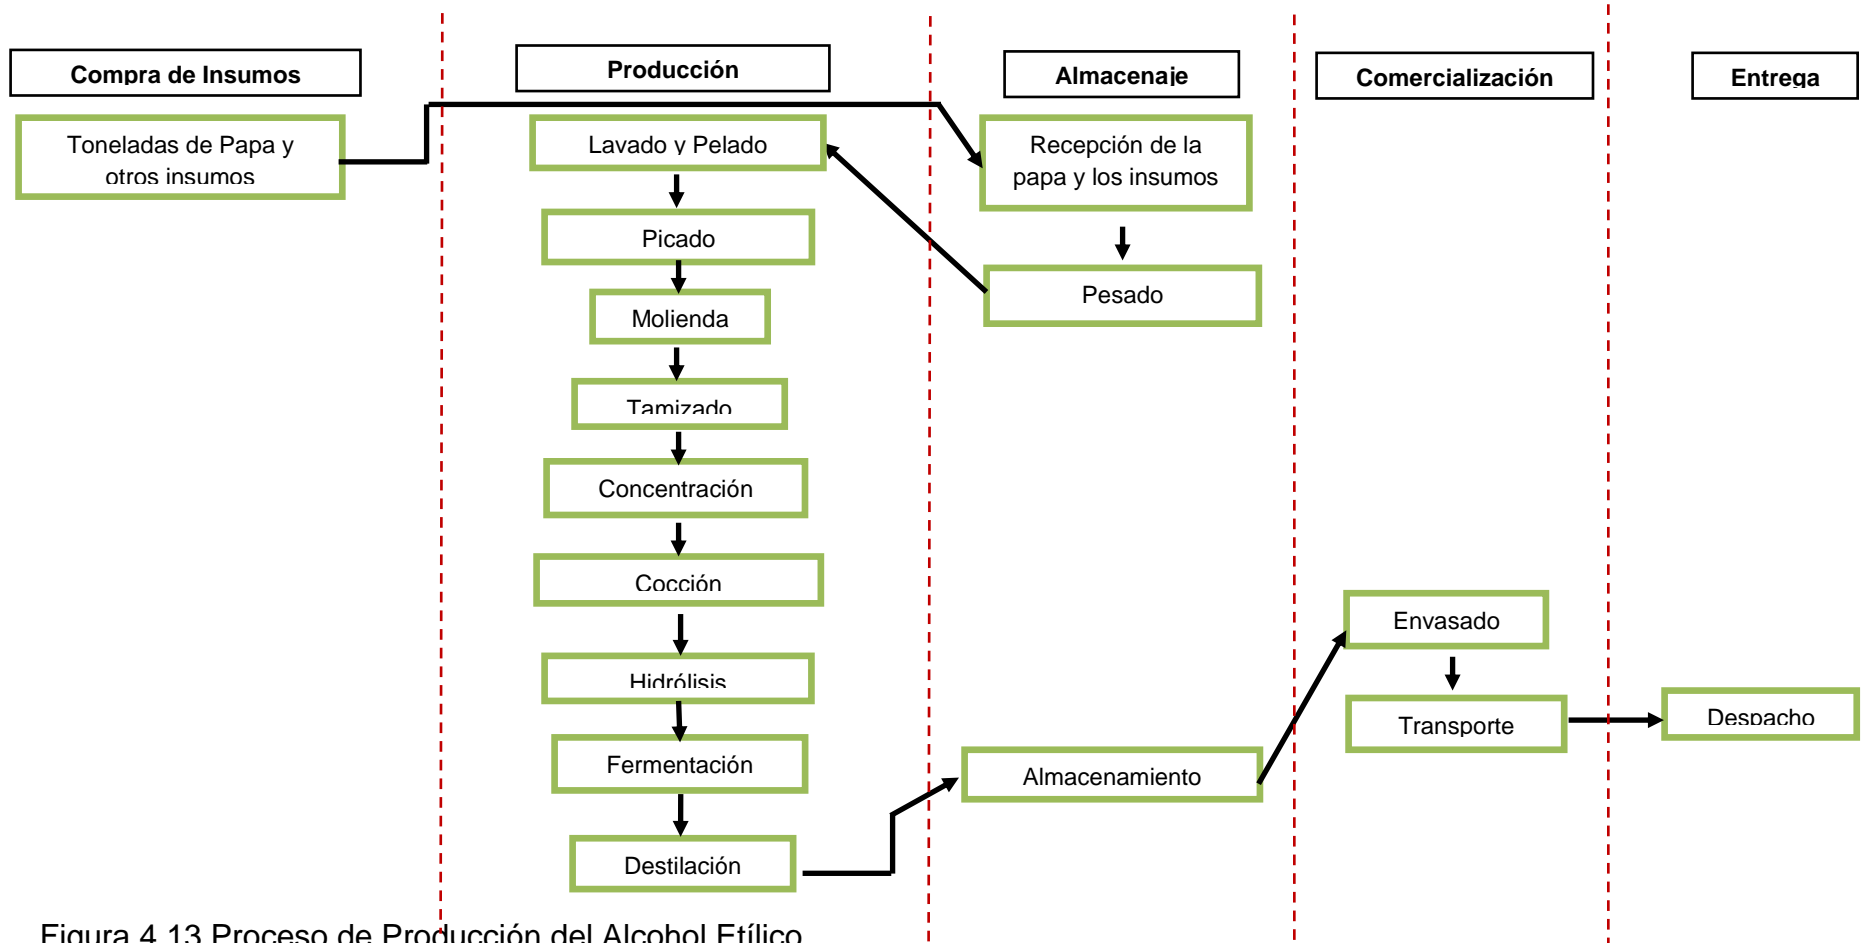 Compra de Insumos
Producción
Almacenaje
Comercialización
Entrega
Toneladas de Papa y
otros insumos
Lavado y Pelado
Picado
Molienda
Tamizado
Concentración
Cocción
Hidrólisis
Fermentación
Destilación
Recepción de la
papa y los insumos
Pesado
Almacenamiento
Envasado
Transporte
Despacho
Figura 4.13 Proceso de Producción del Alcohol Etílico